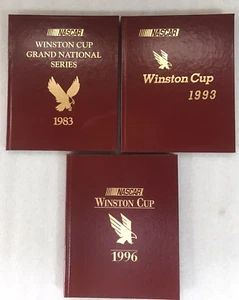 NASCAR
WINSTON CUP
GRAND NATIONAL
SERIES
1983
NASCAR
Winston Cup
1993
NASCAR
WINSTON CUP
1996